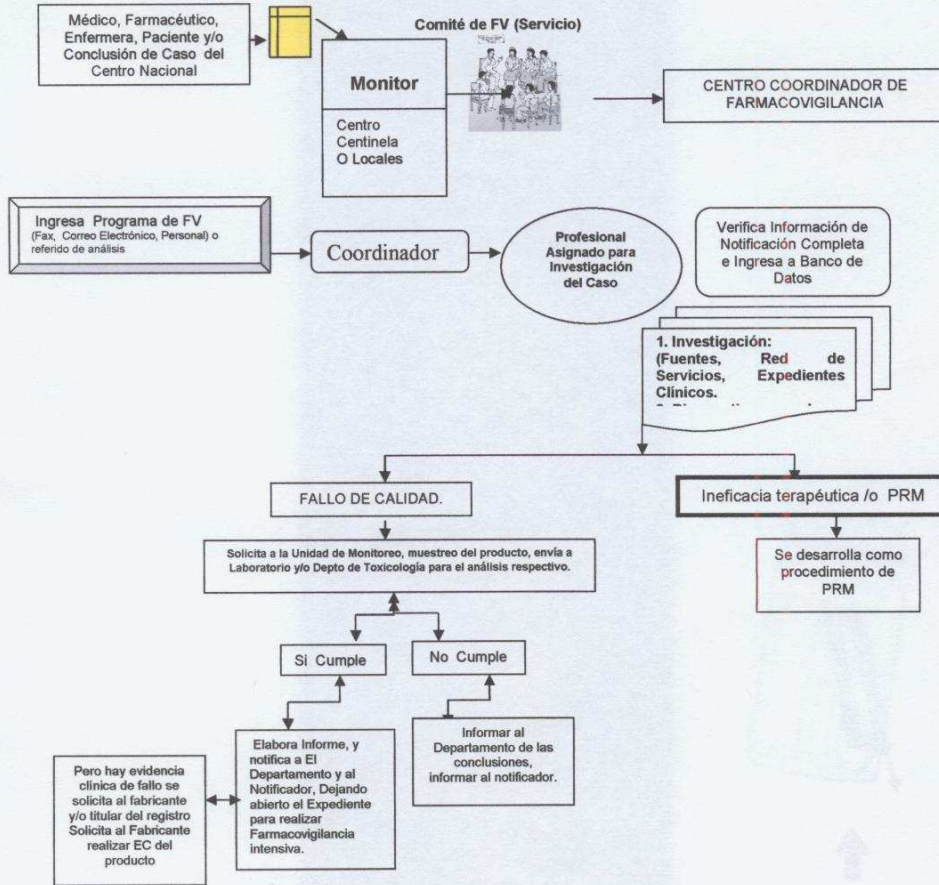 Médico, Farmacéutico,
Enfermera, Paciente y/o
Conclusión de Caso del
Centro Nacional
Comité de FV (Servicio)
Monitor
Centro
Centinela
O Locales
CENTRO COORDINADOR DE
FARMACOVIGILANCIA
Ingresa Programa de FV
(Fax, Correo Electrónico, Personal) o
referido de análisis
Coordinador
Profesional
Asignado para
Investigación
del Caso
Verifica Información de
Notificación Completa
e Ingresa a Banco de
Datos
1. Investigación:
(Fuentes, Red de
Servicios, Expedientes
Clínicos.
FALLO DE CALIDAD.
Ineficacia terapéutica /o PRM
Solicita a la Unidad de Monitoreo, muestreo del producto, envía a
Laboratorio y/o Depto de Toxicología para el análisis respectivo.
Se desarrolla como
procedimiento de
PRM
Si Cumple
No Cumple
Elabora Informe, y
notifica a El
Departamento y al
Notificador, Dejando
abierto el Expediente
para realizar
Farmacovigilancia
intensiva.
Informar al
Departamento de las
conclusiones,
informar al notificador.
Pero hay evidencia
clínica de fallo se
solicita al fabricante
y/o titular del registro
Solicita al Fabricante
realizar EC del
producto